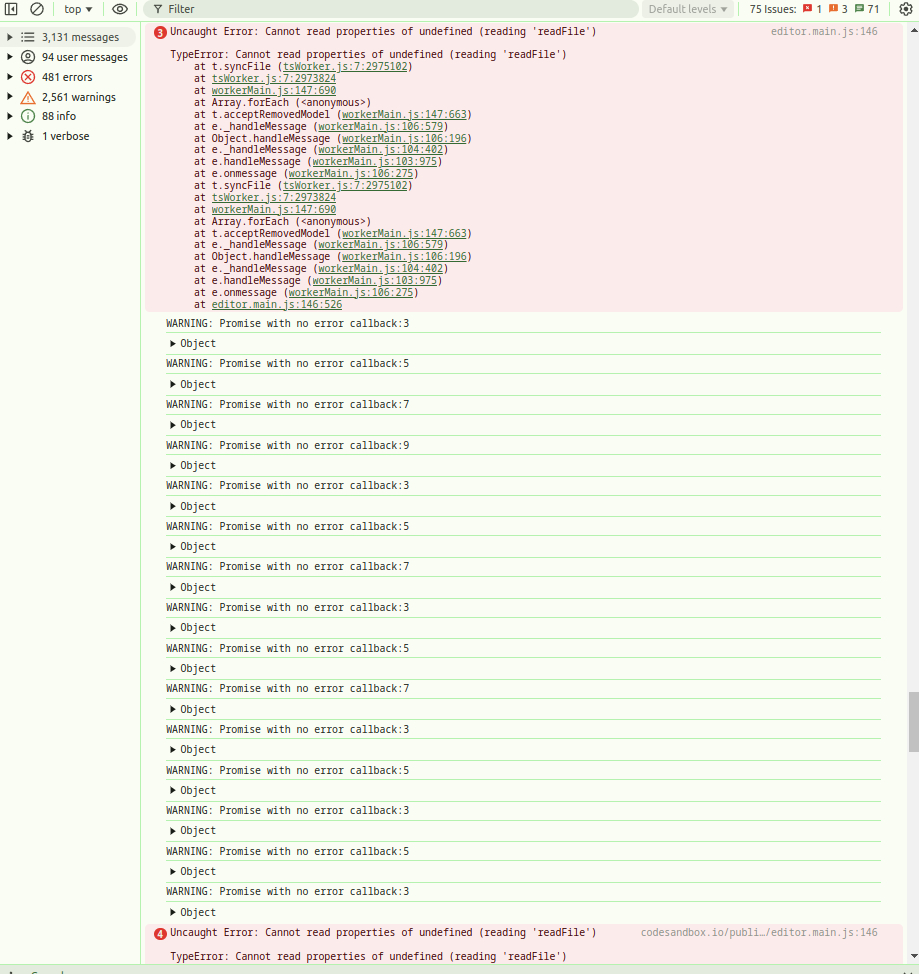 top
Filter
Default levels
75 Issues:
1
3
71
3,131 messages
94 user messages
481 errors
2,561 warnings
88 info
1 verbose
3
Uncaught Error: Cannot read properties of undefined (reading 'readFile')
editor.main.js:146
TypeError: Cannot read properties of undefined (reading 'readFile')
at t.syncFile (tsWorker.js:7:2975102)
at tsWorker.js:7:2973824
at workerMain.js:147:690
at Array.forEach (<anonymous>)
at t.acceptRemovedModel (workerMain.js:147:663)
at e._handleMessage (workerMain.js:106:579)
at Object.handleMessage (workerMain.js:106:196)
at e._handleMessage (workerMain.js:104:402)
at e.handleMessage (workerMain.js:103:975)
at e.onmessage (workerMain.js:106:275)
at t.syncFile (tsWorker.js:7:2975102)
at tsWorker.js:7:2973824
at workerMain.js:147:690
at Array.forEach (<anonymous>)
at t.acceptRemovedModel (workerMain.js:147:663)
at e._handleMessage (workerMain.js:106:579)
at Object.handleMessage (workerMain.js:106:196)
at e._handleMessage (workerMain.js:104:402)
at e.handleMessage (workerMain.js:103:975)
at e.onmessage (workerMain.js:106:275)
at editor.main.js:146:526
WARNING: Promise with no error callback:3
Object
WARNING: Promise with no error callback:5
Object
WARNING: Promise with no error callback:7
Object
WARNING: Promise with no error callback:9
Object
WARNING: Promise with no error callback:3
Object
WARNING: Promise with no error callback:5
Object
WARNING: Promise with no error callback:7
Object
WARNING: Promise with no error callback:3
Object
WARNING: Promise with no error callback:5
Object
WARNING: Promise with no error callback:7
Object
WARNING: Promise with no error callback:3
Object
WARNING: Promise with no error callback:5
Object
WARNING: Promise with no error callback:3
Object
WARNING: Promise with no error callback:5
Object
WARNING: Promise with no error callback:3
Object
4
Uncaught Error: Cannot read properties of undefined (reading 'readFile')
codesandbox.io/publi…/editor.main.js:146
TypeError: Cannot read properties of undefined (reading 'readFile')